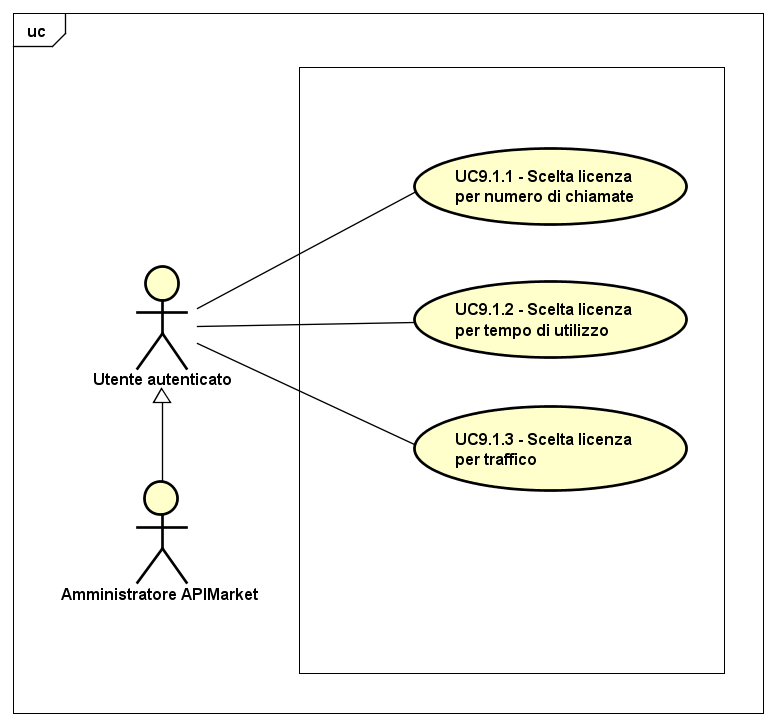 uc
UC9.1.1 - Scelta licenza
per numero di chiamate
UC9.1.2 - Scelta licenza
per tempo di utilizzo
Utente autenticato
UC9.1.3 - Scelta licenza
per traffico
Amministratore APIMarket